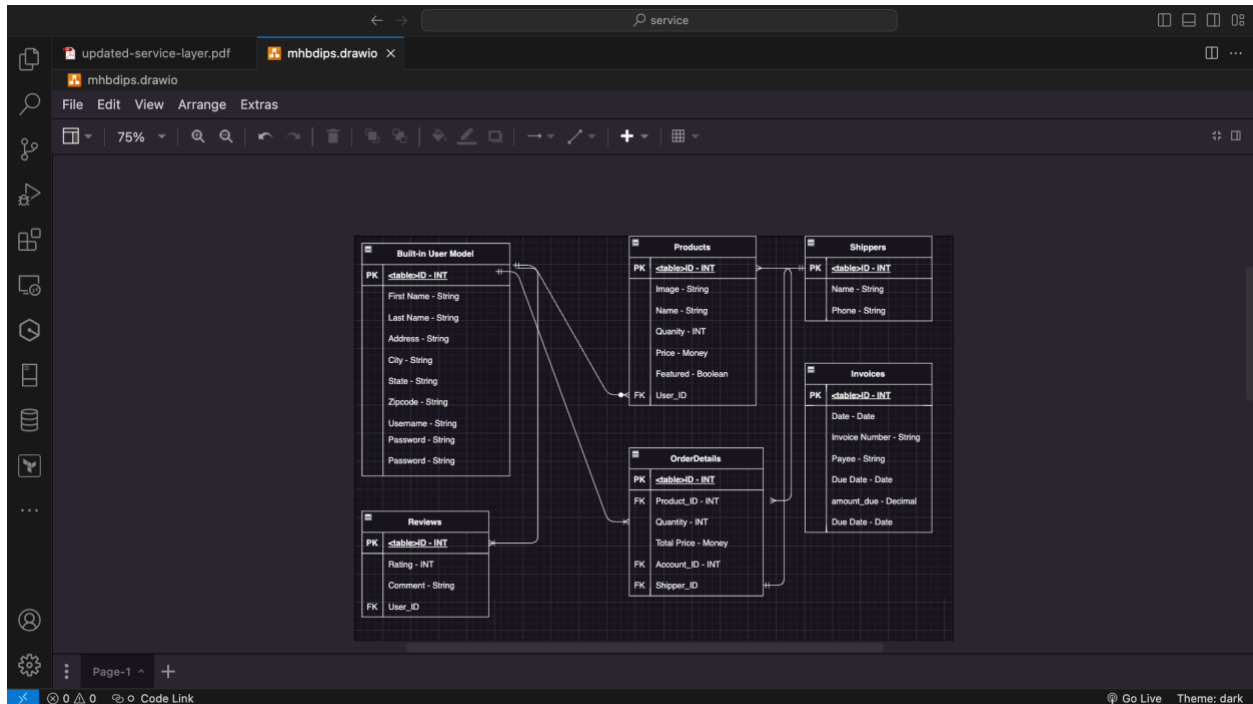 service
updated-service-layer.pdf
mhbdips.drawio
mhbdips.drawio
File Edit View Arrange Extras
75%
Built-in User Model
PK <table>ID - INT
First Name - String
Last Name - String
Address - String
City - String
State - String
Zipcode - String
Username - String
Password - String
Password - String
Reviews
PK <table>ID - INT
Rating - INT
Comment - String
FK User_ID
Products
PK <table>ID - INT
Image - String
Name - String
Quanity - INT
Price - Money
Featured - Boolean
FK User_ID
OrderDetails
PK <table>ID - INT
FK Product_ID - INT
Quantity - INT
Total Price - Money
FK Account_ID - INT
FK Shipper_ID
Shippers
PK <table>ID - INT
Name - String
Phone - String
Invoices
PK <table>ID - INT
Date - Date
Invoice Number - String
Payee - String
Due Date - Date
amount_due - Decimal
Due Date - Date
Page-1
0 0 Code Link
Go Live Theme: dark